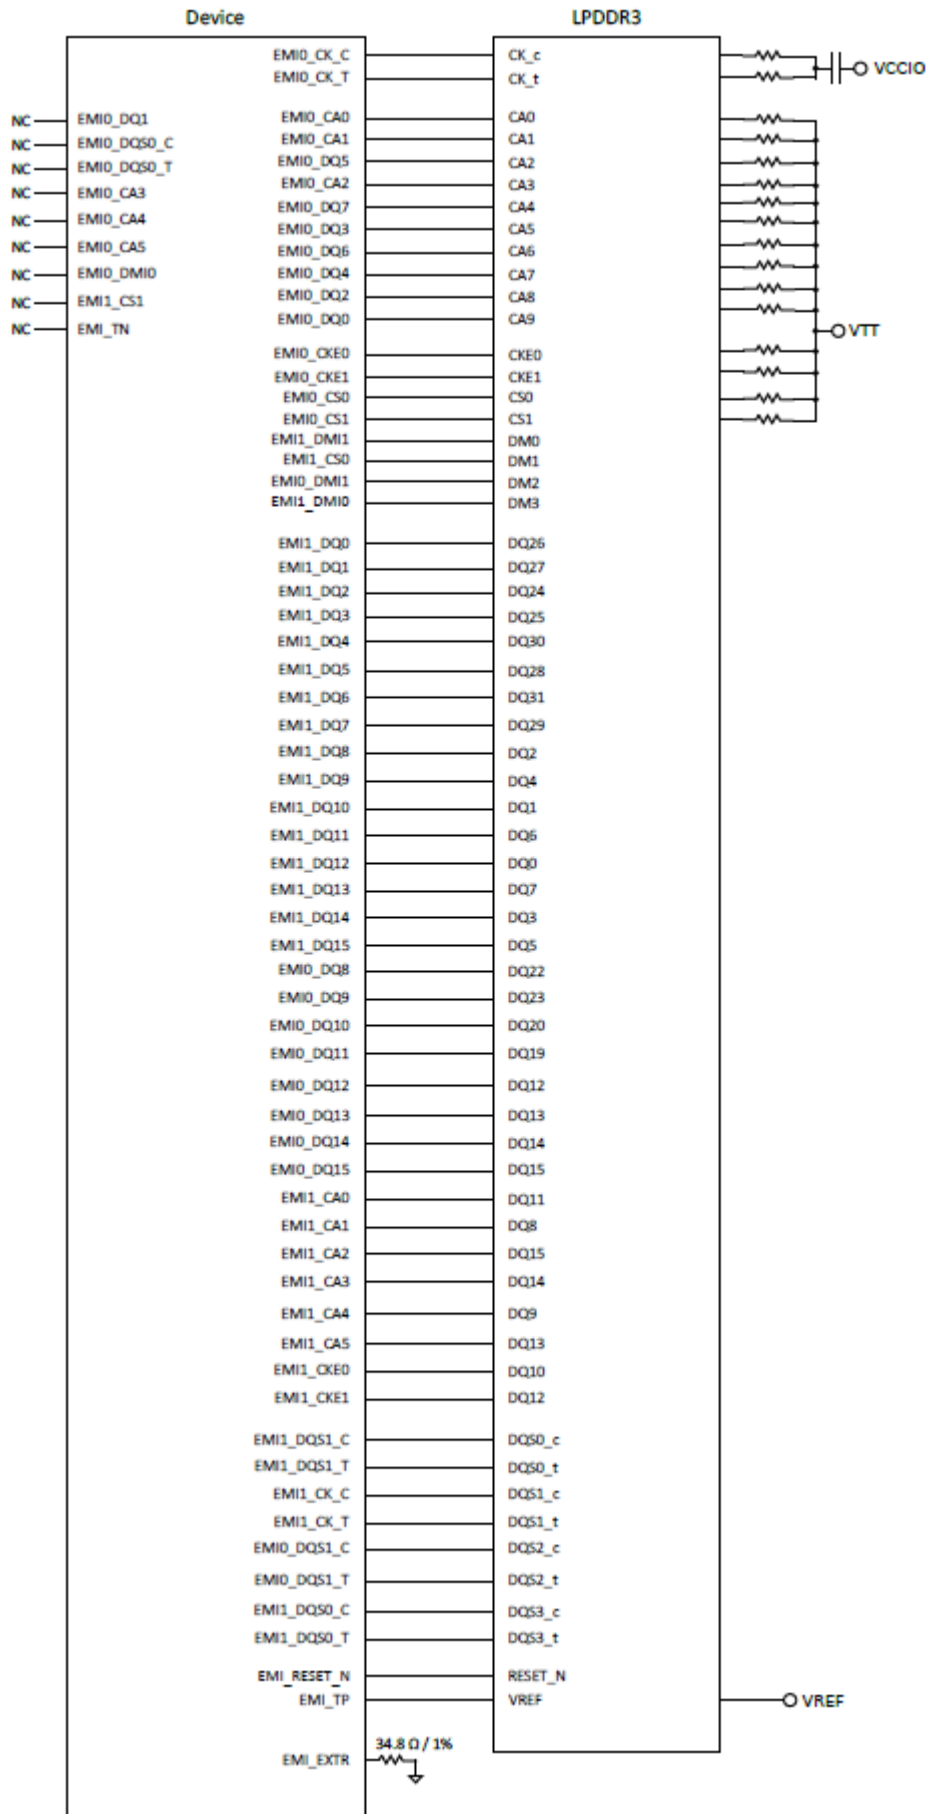 Device LPDDR3
EMI0_CK_C CK_c
EMI0_CK_T CK_t
VCCIO
NC EMI0_DQ1 EMI0_CA0 CA0
NC EMI0_DQS0_C EMI0_CA1 CA1
NC EMI0_DQS0_T EMI0_DQ5 CA2
NC EMI0_CA3 EMI0_CA2 CA3
NC EMI0_CA4 EMI0_DQ7 CA4
EMI0_DQ3 CA5
NC EMI0_CA5 EMI0_DQ6 CA6
NC EMI0_DMI0 EMI0_DQ4 CA7
NC EMI1_CS1 EMI0_DQ2 CA8
NC EMI_TN EMI0_DQ0 CA9
VTT
EMI0_CKE0 CKE0
EMI0_CKE1 CKE1
EMI0_CS0 CS0
EMI0_CS1 CS1
EMI1_DMI1 DM0
EMI1_CS0 DM1
EMI0_DMI1 DM2
EMI1_DMI0 DM3
EMI1_DQ0 DQ26
EMI1_DQ1 DQ27
EMI1_DQ2 DQ24
EMI1_DQ3 DQ25
EMI1_DQ4 DQ30
EMI1_DQ5 DQ28
EMI1_DQ6 DQ31
EMI1_DQ7 DQ29
EMI1_DQ8 DQ2
EMI1_DQ9 DQ4
EMI1_DQ10 DQ1
EMI1_DQ11 DQ6
EMI1_DQ12 DQ0
EMI1_DQ13 DQ7
EMI1_DQ14 DQ3
EMI1_DQ15 DQ5
EMI0_DQ8 DQ22
EMI0_DQ9 DQ23
EMI0_DQ10 DQ20
EMI0_DQ11 DQ19
EMI0_DQ12 DQ12
EMI0_DQ13 DQ13
EMI0_DQ14 DQ14
EMI0_DQ15 DQ15
EMI1_CA0 DQ11
EMI1_CA1 DQ8
EMI1_CA2 DQ15
EMI1_CA3 DQ14
EMI1_CA4 DQ9
EMI1_CA5 DQ13
EMI1_CKE0 DQ10
EMI1_CKE1 DQ12
EMI1_DQS1_C DQS0_c
EMI1_DQS1_T DQS0_t
EMI1_CK_C DQS1_c
EMI1_CK_T DQS1_t
EMI0_DQS1_C DQS2_c
EMI0_DQS1_T DQS2_t
EMI1_DQS0_C DQS3_c
EMI1_DQS0_T DQS3_t
EMI_RESET_N RESET_N
EMI_TP VREF VREF
34.8 Ω / 1%
EMI_EXTR